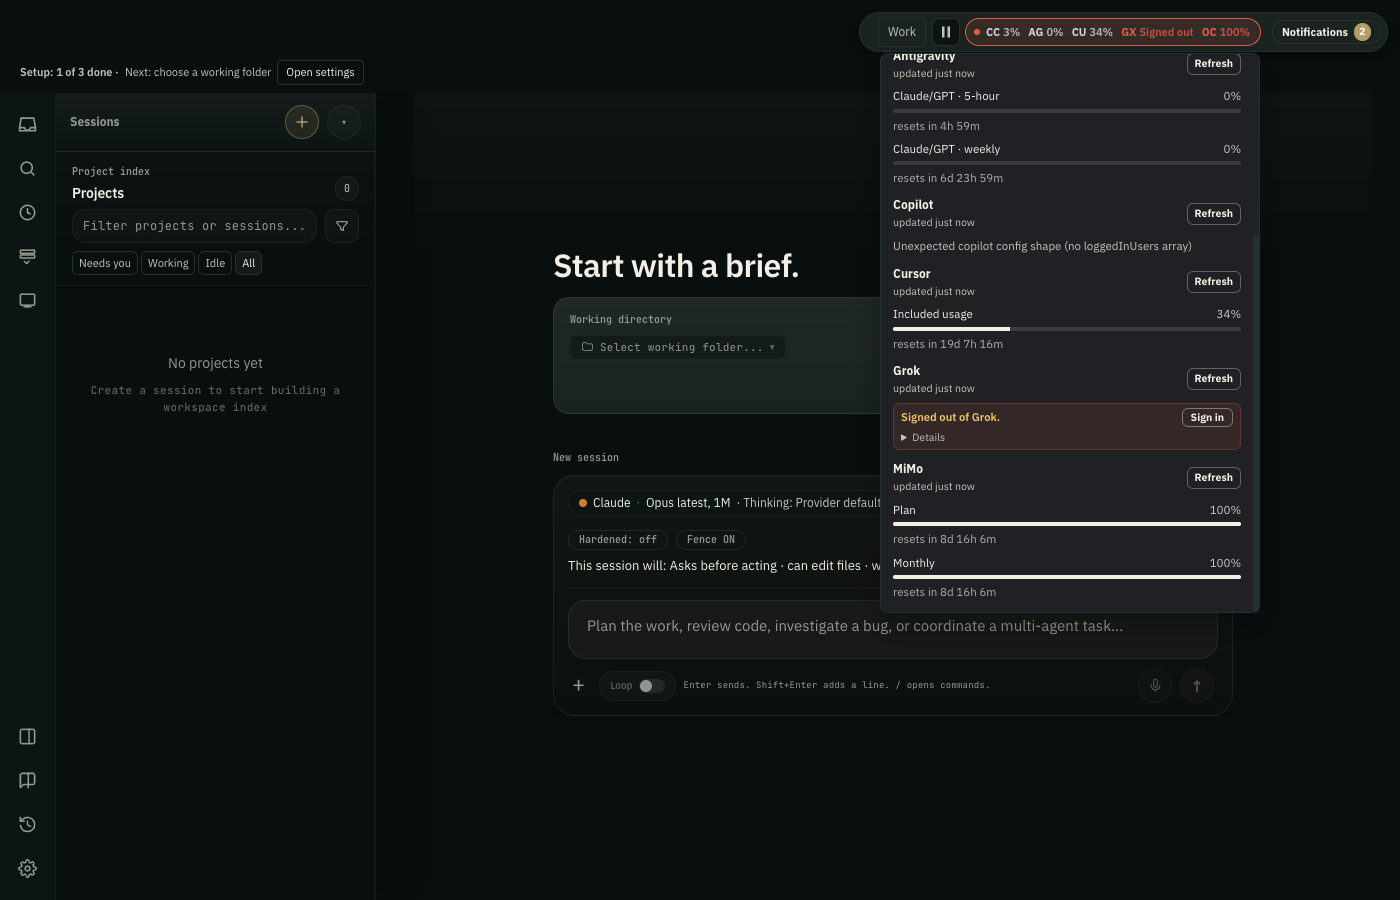 Work
CC 3% AG 0% CU 34% GX Signed out OC 100%
Notifications 2
Setup: 1 of 3 done · Next: choose a working folder
Open settings
Sessions
Project index
Projects
0
Filter projects or sessions...
Needs you
Working
Idle
All
No projects yet
Create a session to start building a
workspace index
Start with a brief.
Working directory
Select working folder...
New session
Claude · Opus latest, 1M · Thinking: Provider default
Hardened: off
Fence ON
This session will: Asks before acting · can edit files ·
Plan the work, review code, investigate a bug, or coordinate a multi-agent task...
Loop
Enter sends. Shift+Enter adds a line. / opens commands.
Antigravity
Refresh
updated just now
Claude/GPT · 5-hour 0%
resets in 4h 59m
Claude/GPT · weekly 0%
resets in 6d 23h 59m
Copilot
Refresh
updated just now
Unexpected copilot config shape (no loggedInUsers array)
Cursor
Refresh
updated just now
Included usage 34%
resets in 19d 7h 16m
Grok
Refresh
updated just now
Signed out of Grok.
Sign in
Details
MiMo
Refresh
updated just now
Plan 100%
resets in 8d 16h 6m
Monthly 100%
resets in 8d 16h 6m